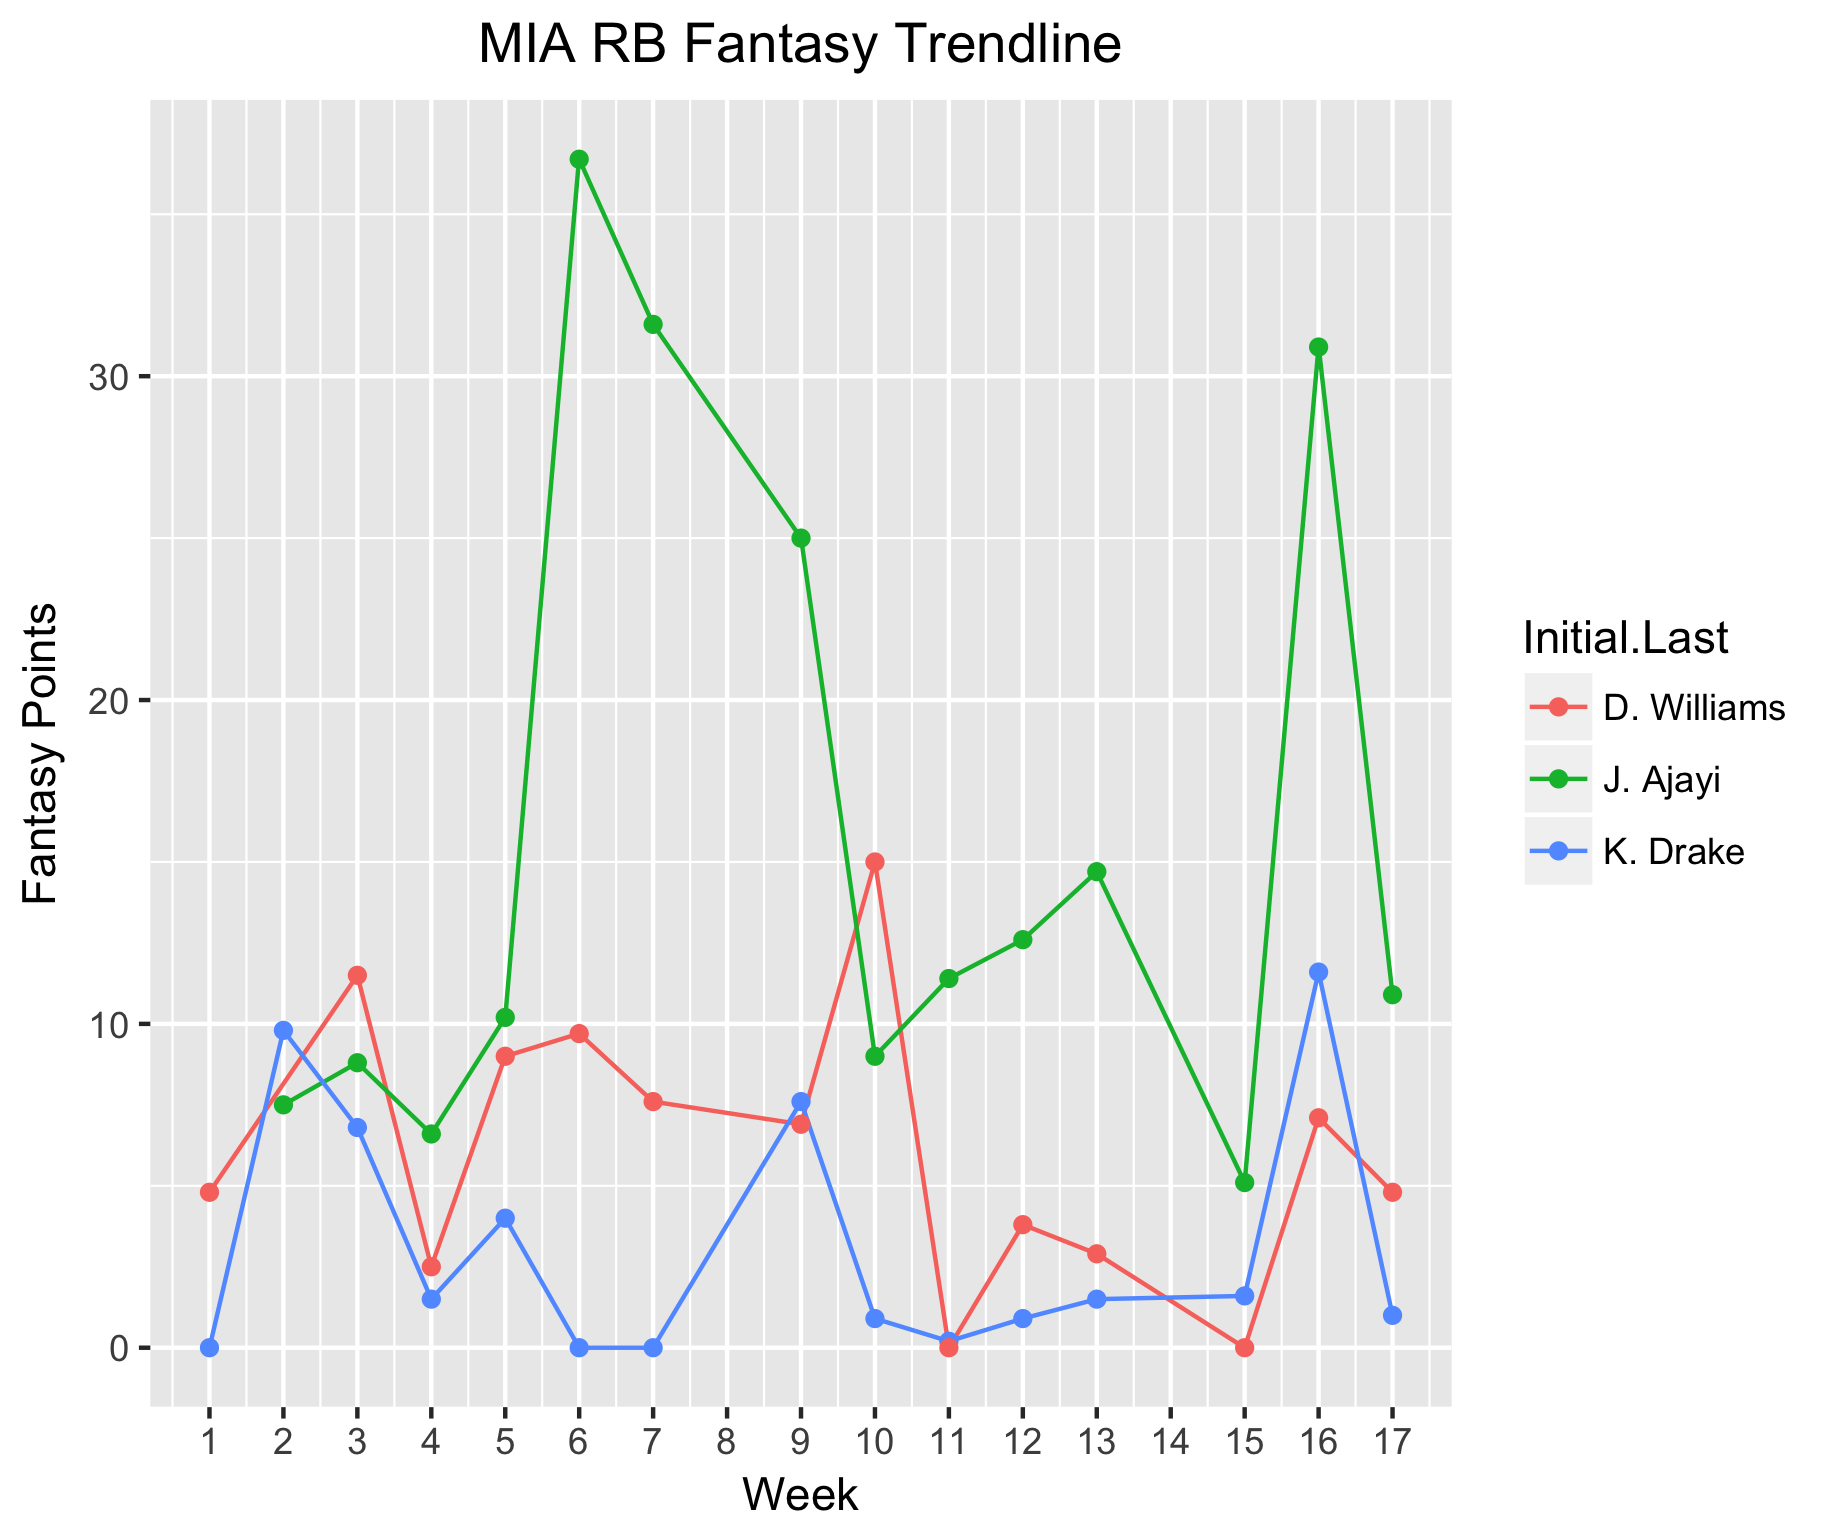 MIA RB Fantasy Trendline
Fantasy Points
30
20
10
0
1 2 3 4 5 6 7 8 9 10 11 12 13 14 15 16 17
Week
Initial.Last
D. Williams
J. Ajayi
K. Drake